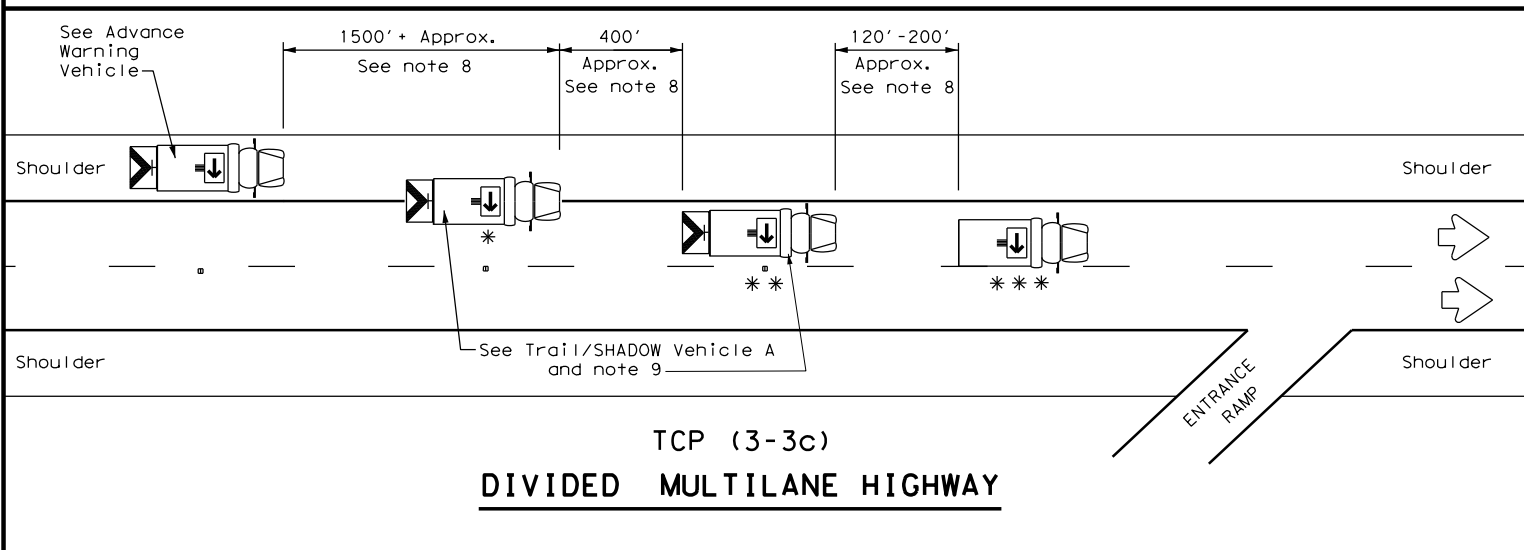 See Advance
Warning
Vehicle
1500'+ Approx.
See note 8
400'
Approx.
See note 8
120'-200'
Approx.
See note 8
Shoulder
Shoulder
*
* *
* * *
See Trail/SHADOW Vehicle A
and note 9
Shoulder
Shoulder
ENTRANCE
RAMP
TCP (3-3c)
DIVIDED MULTILANE HIGHWAY